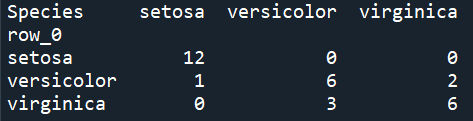 Species setosa versicolor virginica
row_0
setosa 12 0 0
versicolor 1 6 2
virginica 0 3 6